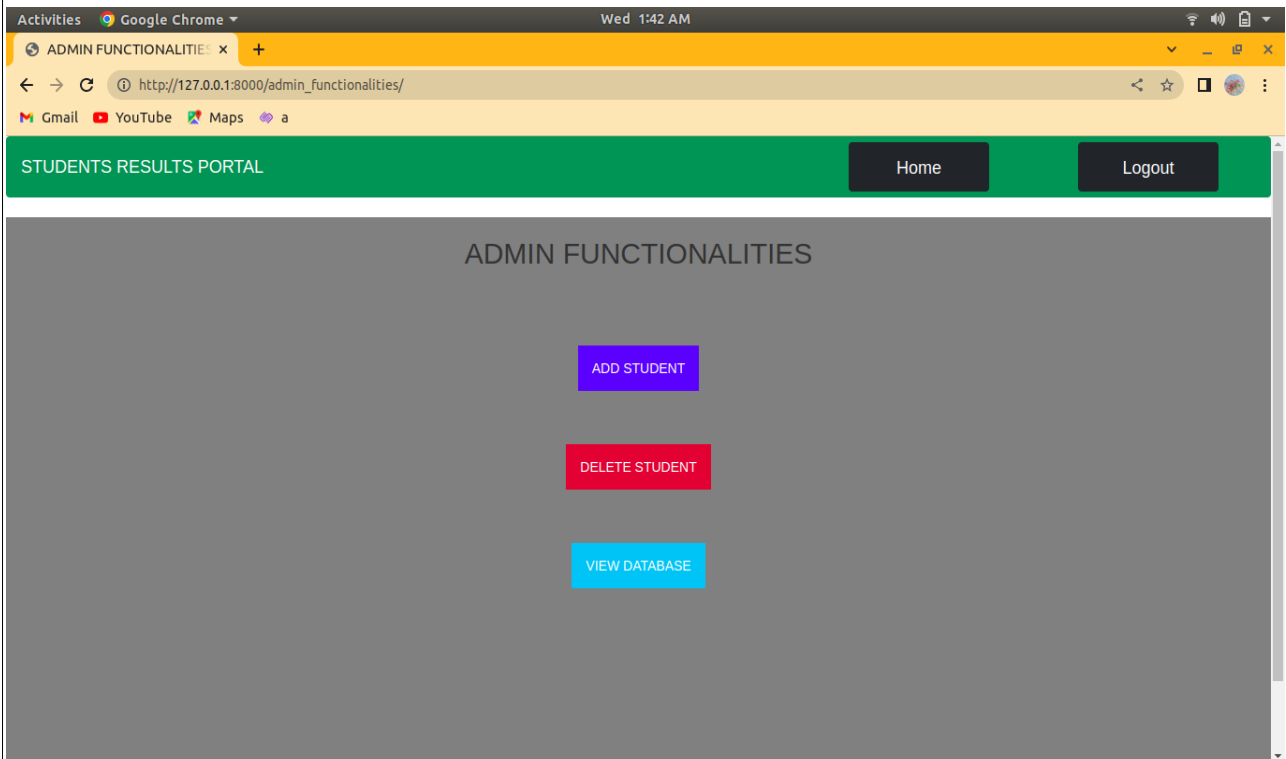 Activities Google Chrome Wed 1:42 AM
ADMIN FUNCTIONALITIES
http://127.0.0.1:8000/admin_functionalities/
Gmail YouTube Maps a
STUDENTS RESULTS PORTAL Home Logout
ADMIN FUNCTIONALITIES
ADD STUDENT
DELETE STUDENT
VIEW DATABASE